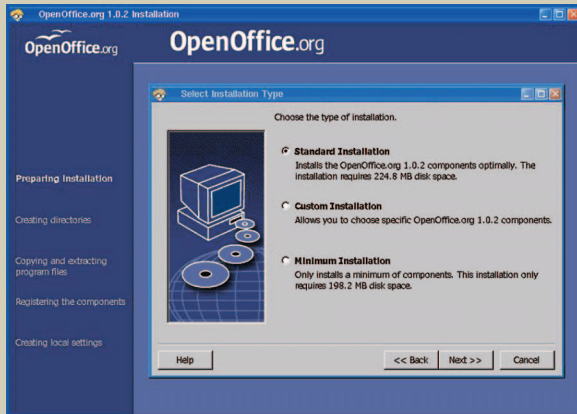 OpenOffice.org 1.0.2 Installation
OpenOffice.org
OpenOffice.org
Preparing Installation
Creating directories
Copying and extracting
program files
Registering the components
Creating local settings
Select Installation Type
Choose the type of installation.
Standard Installation
Installs the OpenOffice.org 1.0.2 components optimally. The
installation requires 224.8 MB disk space.
Custom Installation
Allows you to choose specific OpenOffice.org 1.0.2 components.
Minimum Installation
Only installs a minimum of components. This installation only
requires 198.2 MB disk space.
Help
<< Back
Next >>
Cancel